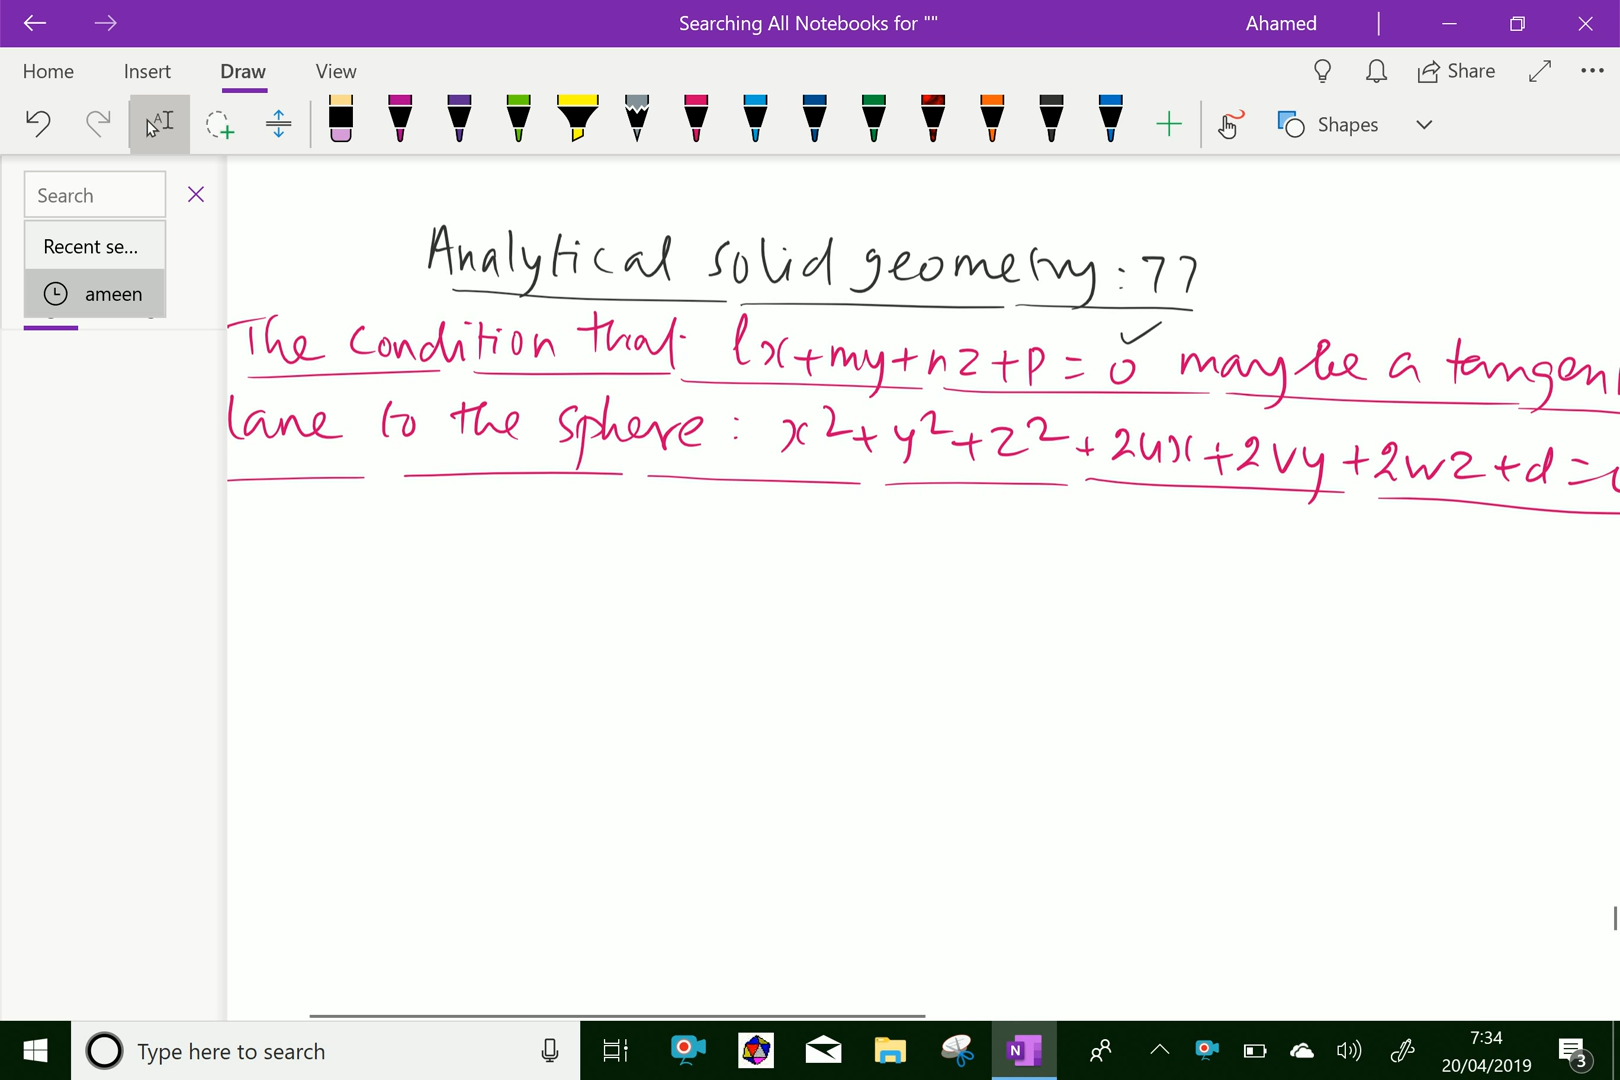 Searching All Notebooks for ""
Ahamed
Home Insert Draw View
Share
Shapes
Search
Recent se...
ameen
Analytical solid geometry : 77
The condition that lx+my+nz+p=0 may be a tangen
lane to the sphere : x²+y²+z²+2ux+2vy+2wz+d=
Type here to search
7:34
20/04/2019
3